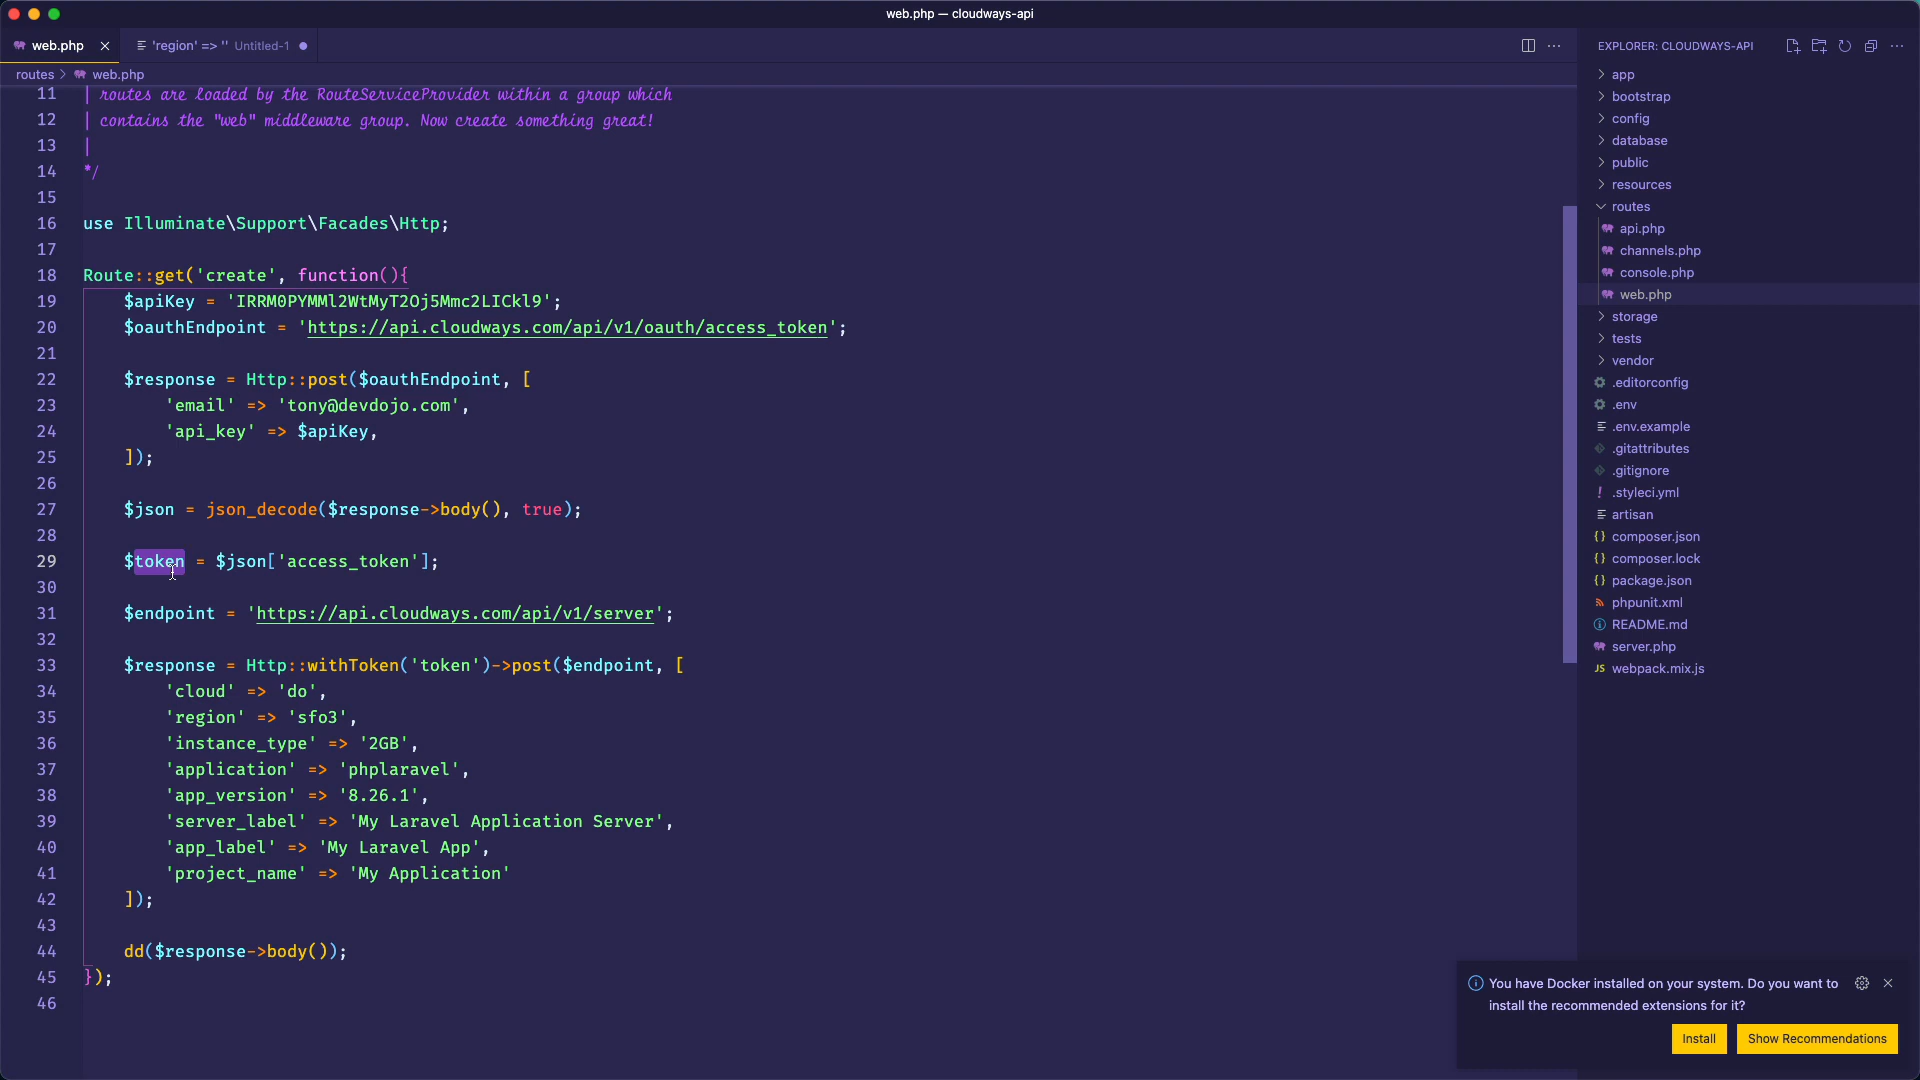 web.php — cloudways-api
web.php
'region' => '' Untitled-1
EXPLORER: CLOUDWAYS-API
routes > web.php
11 | routes are loaded by the RouteServiceProvider within a group which
12 | contains the "web" middleware group. Now create something great!
13 |
14 */
15
16 use Illuminate\Support\Facades\Http;
17
18 Route::get('create', function(){
19 $apiKey = 'IRRM0PYMMl2WtMyT2Oj5Mmc2LICkl9';
20 $oauthEndpoint = 'https://api.cloudways.com/api/v1/oauth/access_token';
21
22 $response = Http::post($oauthEndpoint, [
23 'email' => 'tony@devdojo.com',
24 'api_key' => $apiKey,
25 ]);
26
27 $json = json_decode($response->body(), true);
28
29 $token = $json['access_token'];
30
31 $endpoint = 'https://api.cloudways.com/api/v1/server';
32
33 $response = Http::withToken('token')->post($endpoint, [
34 'cloud' => 'do',
35 'region' => 'sfo3',
36 'instance_type' => '2GB',
37 'application' => 'phplaravel',
38 'app_version' => '8.26.1',
39 'server_label' => 'My Laravel Application Server',
40 'app_label' => 'My Laravel App',
41 'project_name' => 'My Application'
42 ]);
43
44 dd($response->body());
45 });
46
app
bootstrap
config
database
public
resources
routes
api.php
channels.php
console.php
web.php
storage
tests
vendor
.editorconfig
.env
.env.example
.gitattributes
.gitignore
.styleci.yml
artisan
composer.json
composer.lock
package.json
phpunit.xml
README.md
server.php
JS webpack.mix.js
You have Docker installed on your system. Do you want to
install the recommended extensions for it?
Install
Show Recommendations